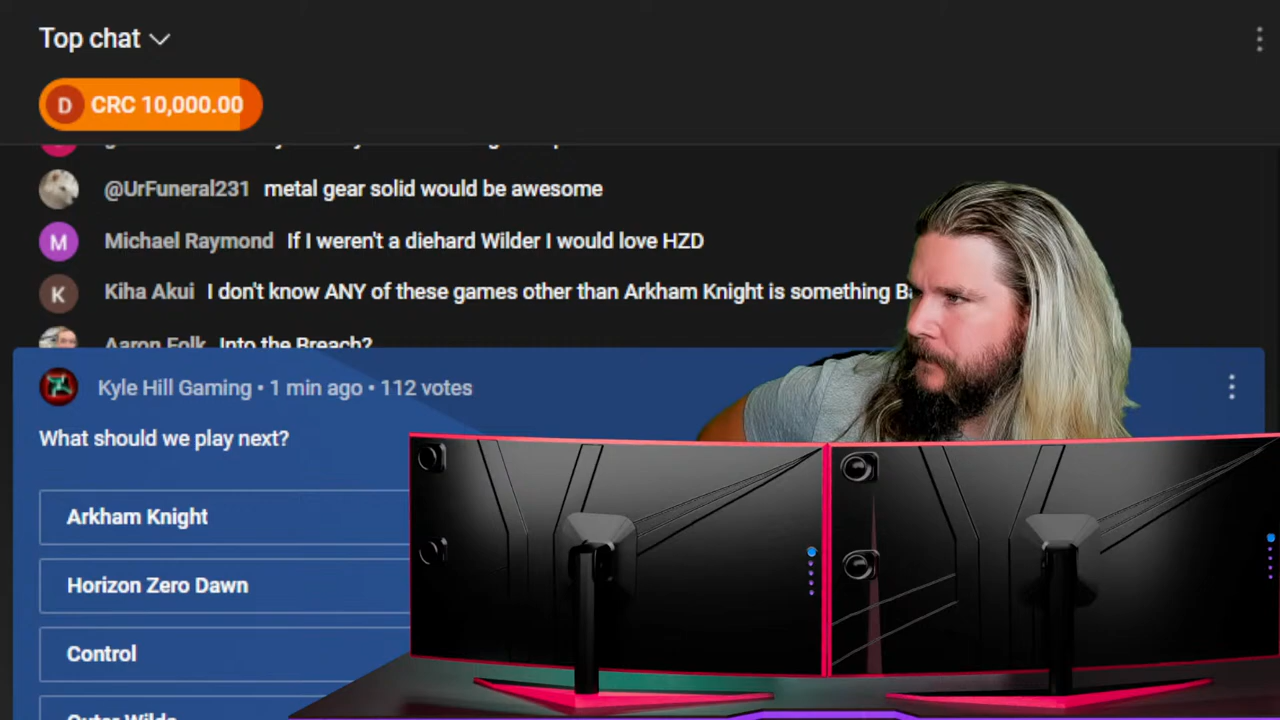 Top chat
D CRC 10,000.00
@UrFuneral231 metal gear solid would be awesome
M Michael Raymond If I weren't a diehard Wilder I would love HZD
K Kiha Akui I don't know ANY of these games other than Arkham Knight is something
Aaron Folk Into the Breach?
Kyle Hill Gaming • 1 min ago • 112 votes
What should we play next?
Arkham Knight
Horizon Zero Dawn
Control
Outer Wilds